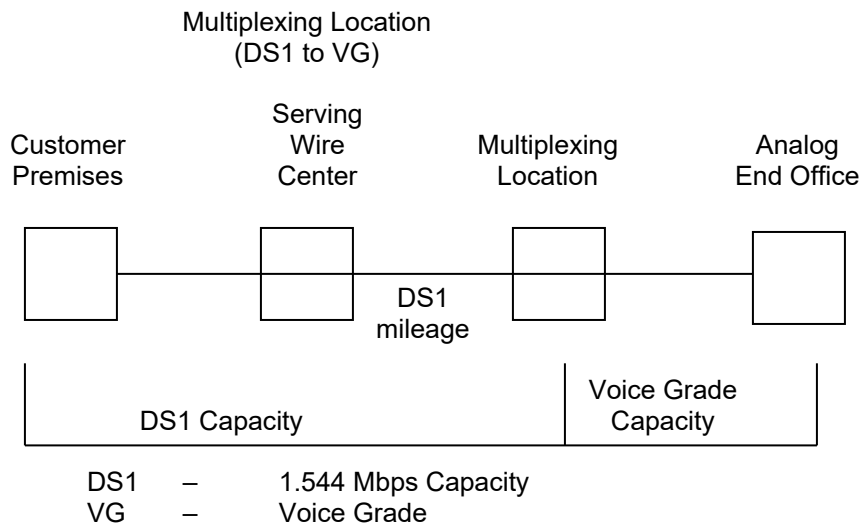 Multiplexing Location
(DS1 to VG)
Serving
Customer Wire Multiplexing Analog
Premises Center Location End Office
DS1
mileage
Voice Grade
DS1 Capacity Capacity
DS1 – 1.544 Mbps Capacity
VG – Voice Grade